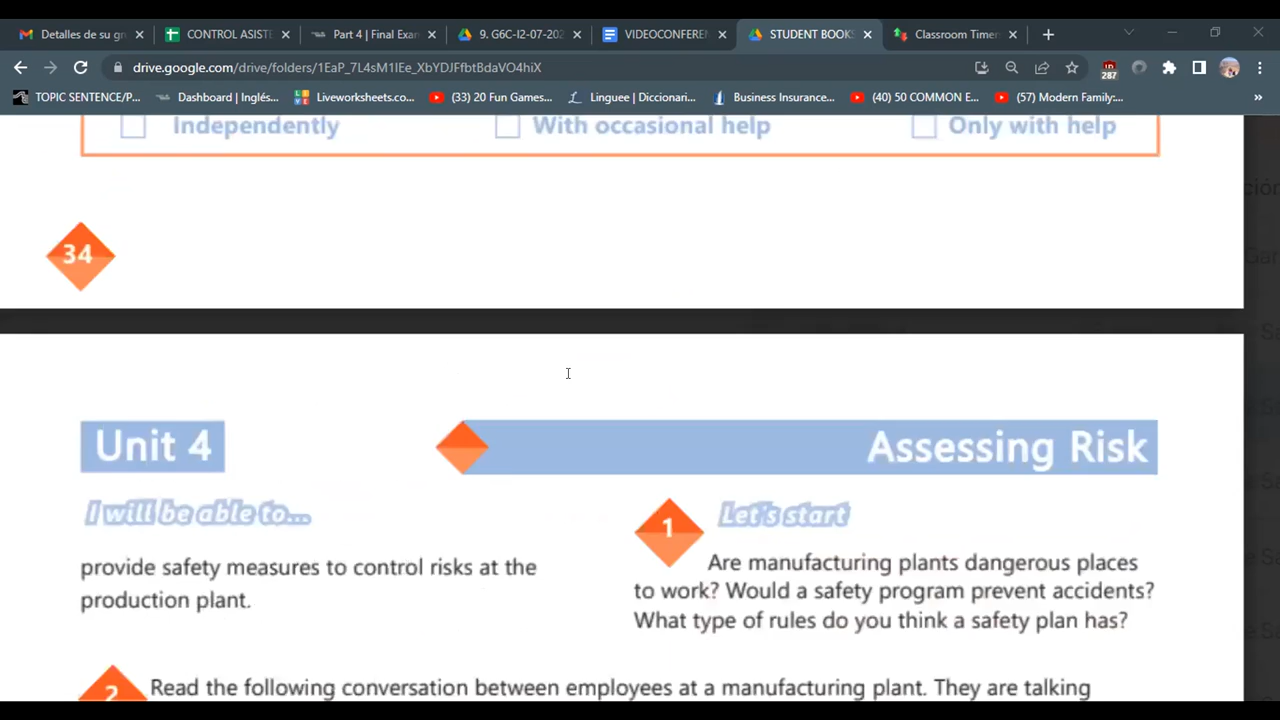 Detalles de su gn
CONTROL ASISTE
Part 4 | Final Exan
9. G6C-I2-07-202
VIDEOCONFEREN
STUDENT BOOKS
Classroom Timer
drive.google.com/drive/folders/1EaP_7L4sM1lEe_XbYDJFfbtBdaVO4hiX
287
TOPIC SENTENCE/P...
Dashboard | Inglés...
Liveworksheets.co...
(33) 20 Fun Games...
Linguee | Diccionari...
Business Insurance...
(40) 50 COMMON E...
(57) Modern Family:...
»
Independently
With occasional help
Only with help
34
Unit 4
Assessing Risk
I will be able to...
provide safety measures to control risks at the
production plant.
1
Let's start
Are manufacturing plants dangerous places
to work? Would a safety program prevent accidents?
What type of rules do you think a safety plan has?
2
Read the following conversation between employees at a manufacturing plant. They are talking